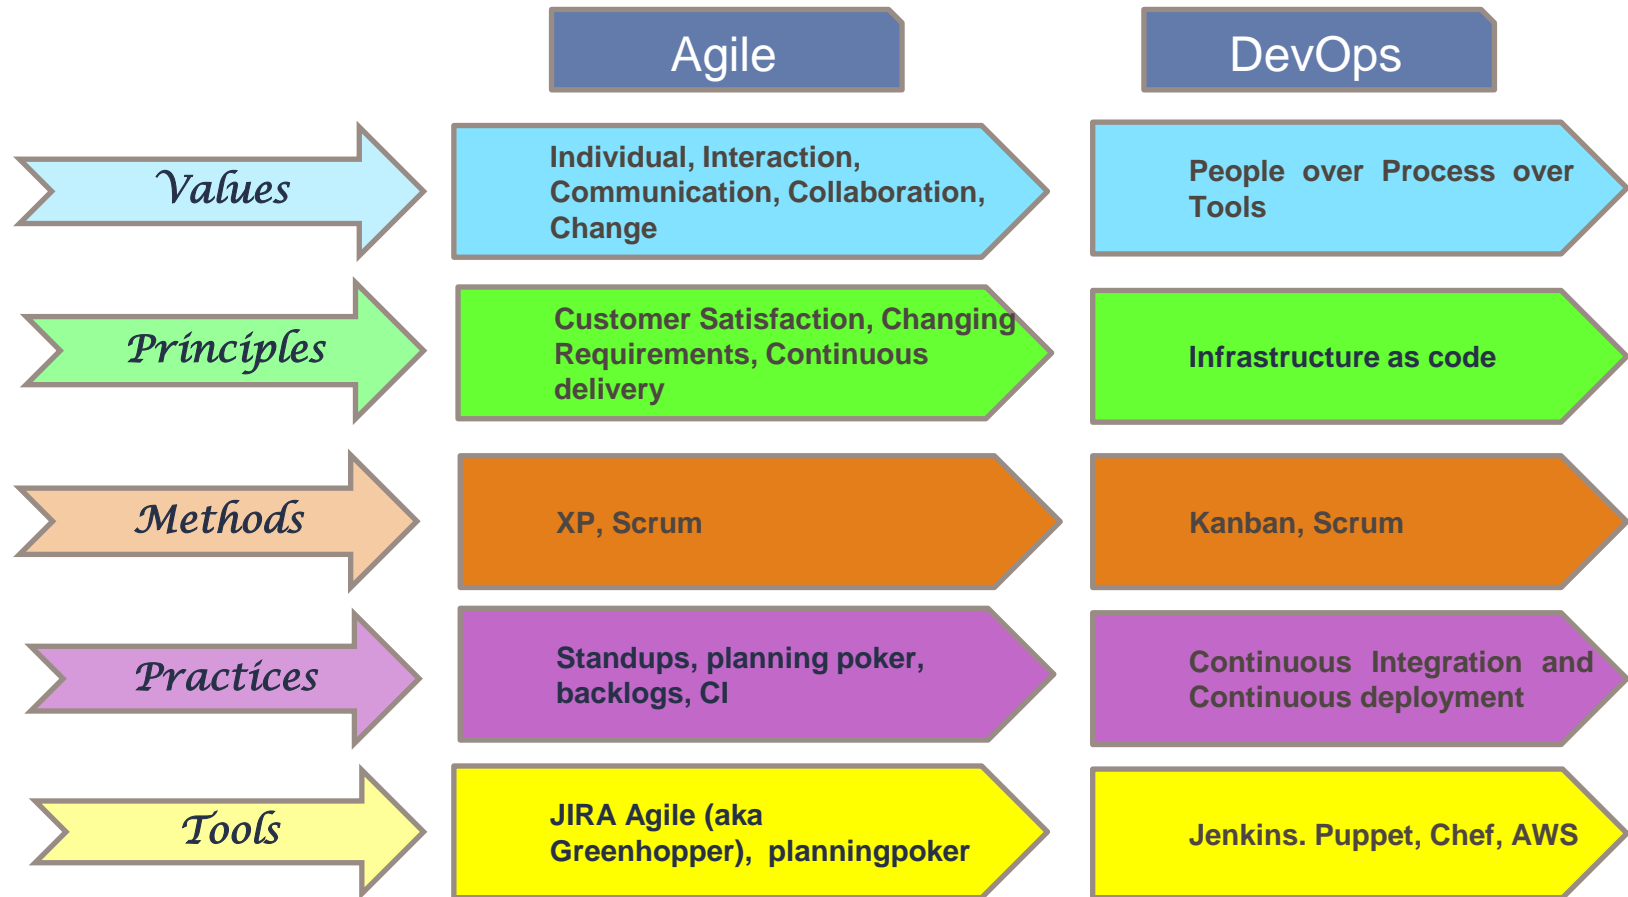 Agile
DevOps
Values
Individual, Interaction,
Communication, Collaboration,
Change
People over Process over
Tools
Principles
Customer Satisfaction, Changing
Requirements, Continuous
delivery
Infrastructure as code
Methods
XP, Scrum
Kanban, Scrum
Practices
Standups, planning poker,
backlogs, CI
Continuous Integration and
Continuous deployment
Tools
JIRA Agile (aka
Greenhopper), planningpoker
Jenkins. Puppet, Chef, AWS